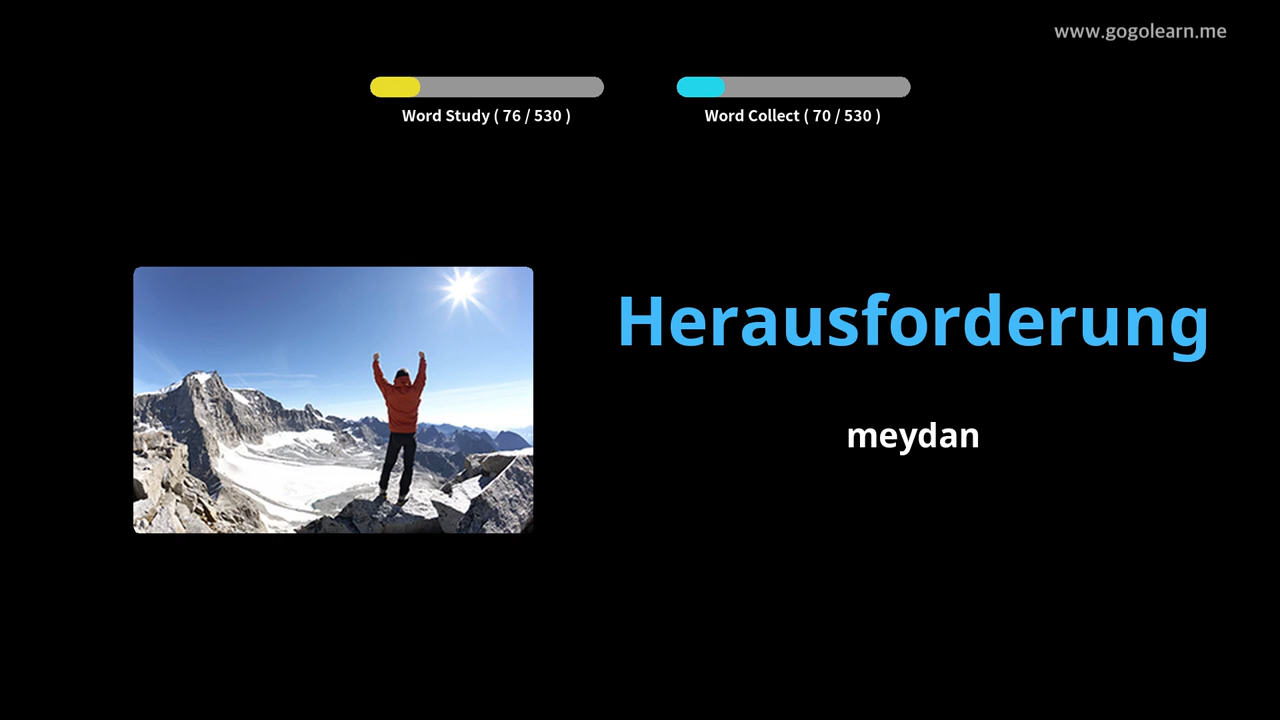 www.gogolearn.me
Word Study ( 76 / 530 )
Word Collect ( 70 / 530 )
Herausforderung
meydan